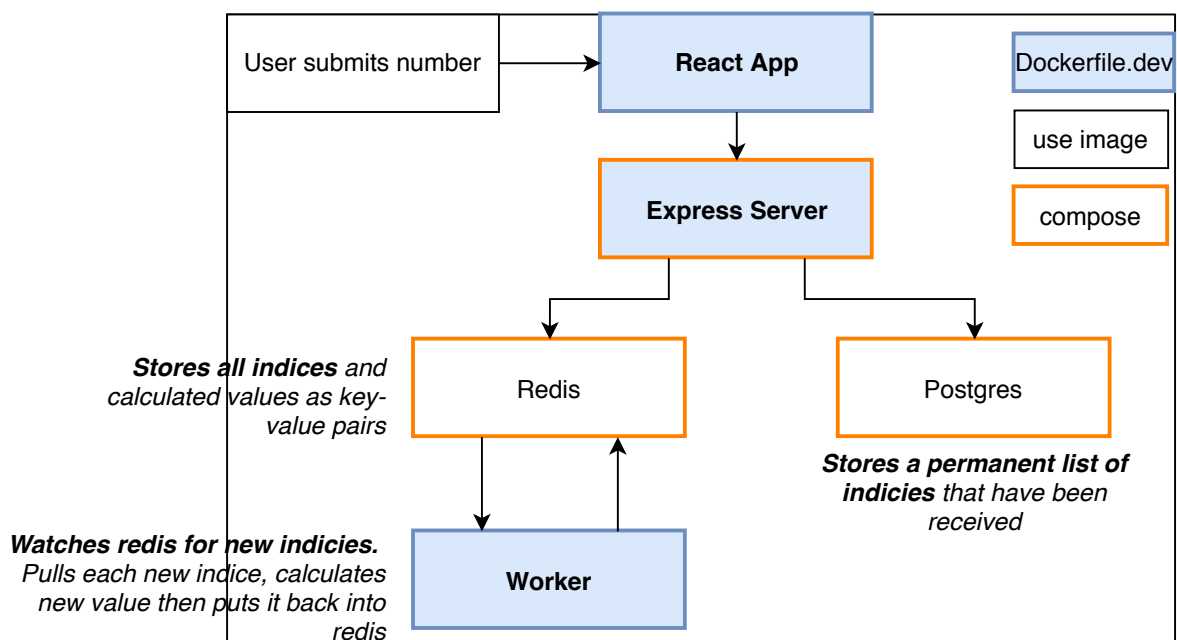 User submits number
React App
Dockerfile.dev
use image
Express Server
compose
Stores all indices and
calculated values as key-
value pairs
Redis
Postgres
Stores a permanent list of
indicies that have been
received
Watches redis for new indicies.
Pulls each new indice, calculates
new value then puts it back into
redis
Worker